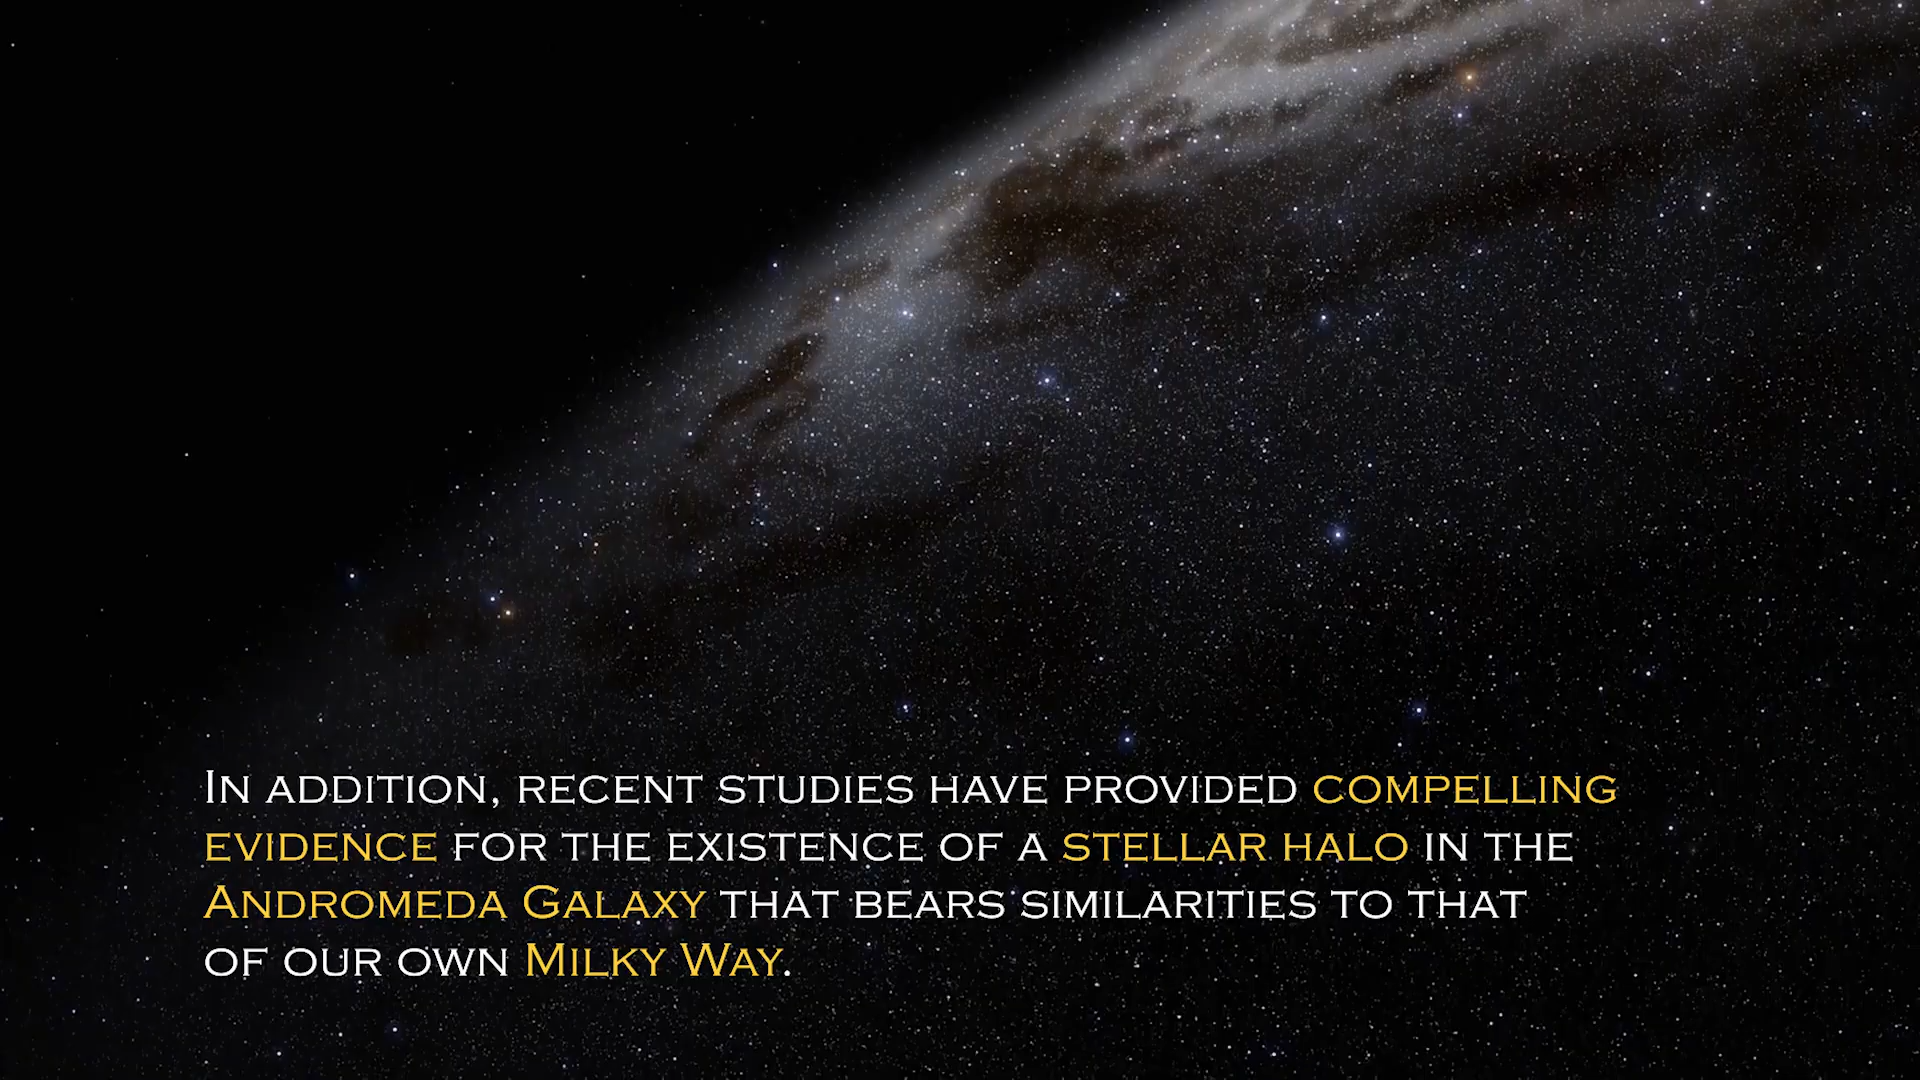 In addition, recent studies have provided compelling
evidence for the existence of a stellar halo in the
Andromeda Galaxy that bears similarities to that
of our own Milky Way.